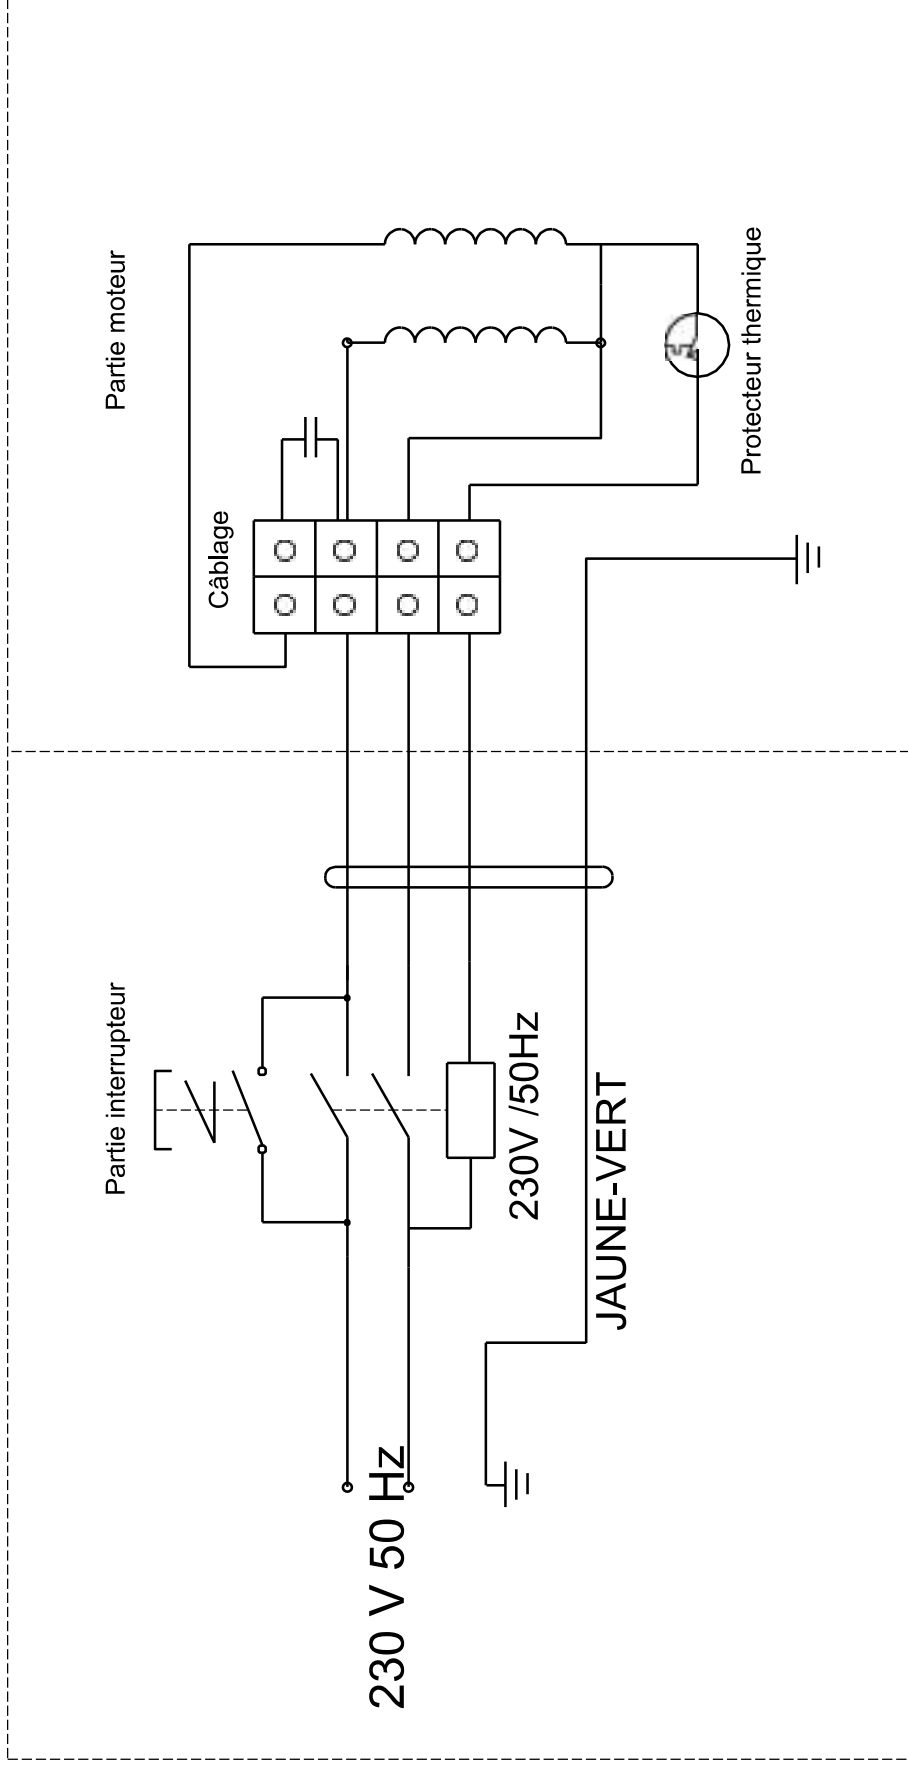 Partie moteur
Câblage
Protecteur thermique
Partie interrupteur
230V /50Hz
JAUNE-VERT
230 V 50 Hz